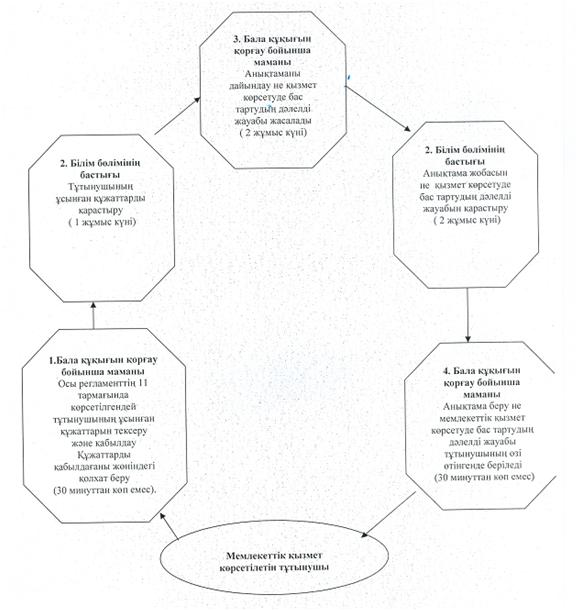 3. Бала құқығын
қорғау бойынша
маманы
Анықтаманы
дайындау не қызмет
көрсетуде бас
тартудың дәлелді
жауабы жасалады
( 2 жұмыс күні)
2. Білім бөлімінің
бастығы
Тұтынушының
ұсынған құжаттарды
қарастыру
( 1 жұмыс күні)
2. Білім бөлімінің
бастығы
Анықтама жобасын
не қызмет көрсетуде
бас тартудың дәлелді
жауабын қарастыру
( 2 жұмыс күні)
1.Бала құқығын қорғау
бойынша маманы
Осы регламенттің 11
тармағында
көрсетілгендей
тұтынушының ұсынған
құжаттарын тексеру
және қабылдау
Құжаттарды
қабылдағаны жөніндегі
қолхат беру
(30 минуттан көп емес).
4. Бала құқығын
қорғау бойынша
маманы
Анықтама беру не
мемлекеттік қызмет
көрсетуде бас тартудың
дәлелді жауабы
тұтынушының өзі
өтінгенде беріледі
(30 минуттан көп емес)
Мемлекеттік қызмет
көрсетілетін тұтынушы